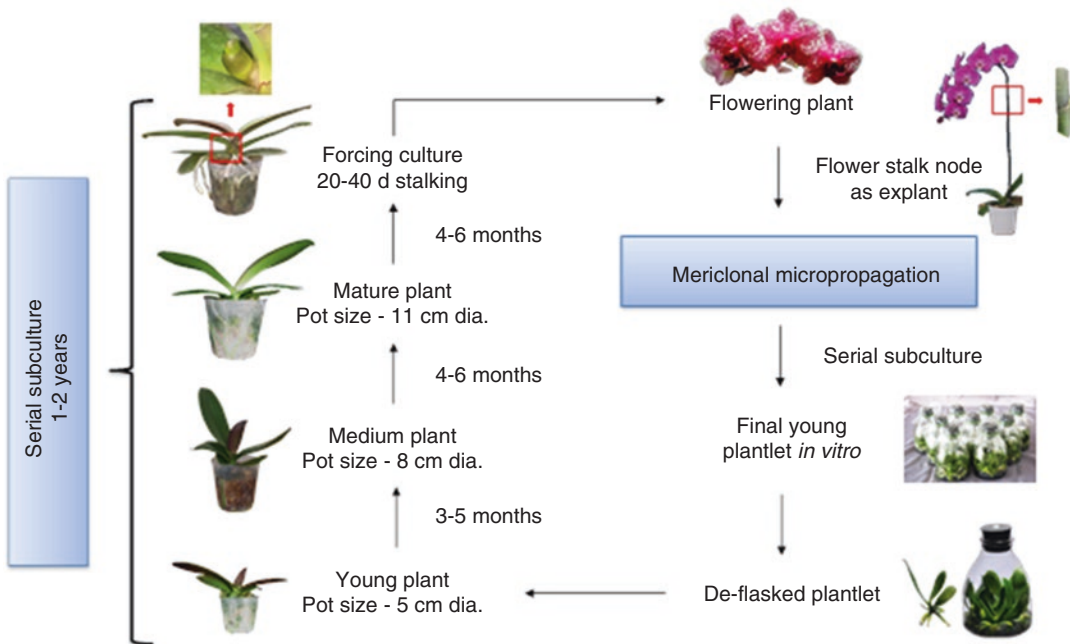 Flowering plant
Flower stalk node
as explant
Mericlonal micropropagation
Serial subculture
Final young
plantlet in vitro
De-flasked plantlet
Young plant
Pot size - 5 cm dia.
3-5 months
Medium plant
Pot size - 8 cm dia.
4-6 months
Mature plant
Pot size - 11 cm dia.
4-6 months
Forcing culture
20-40 d stalking
Serial subculture
1-2 years